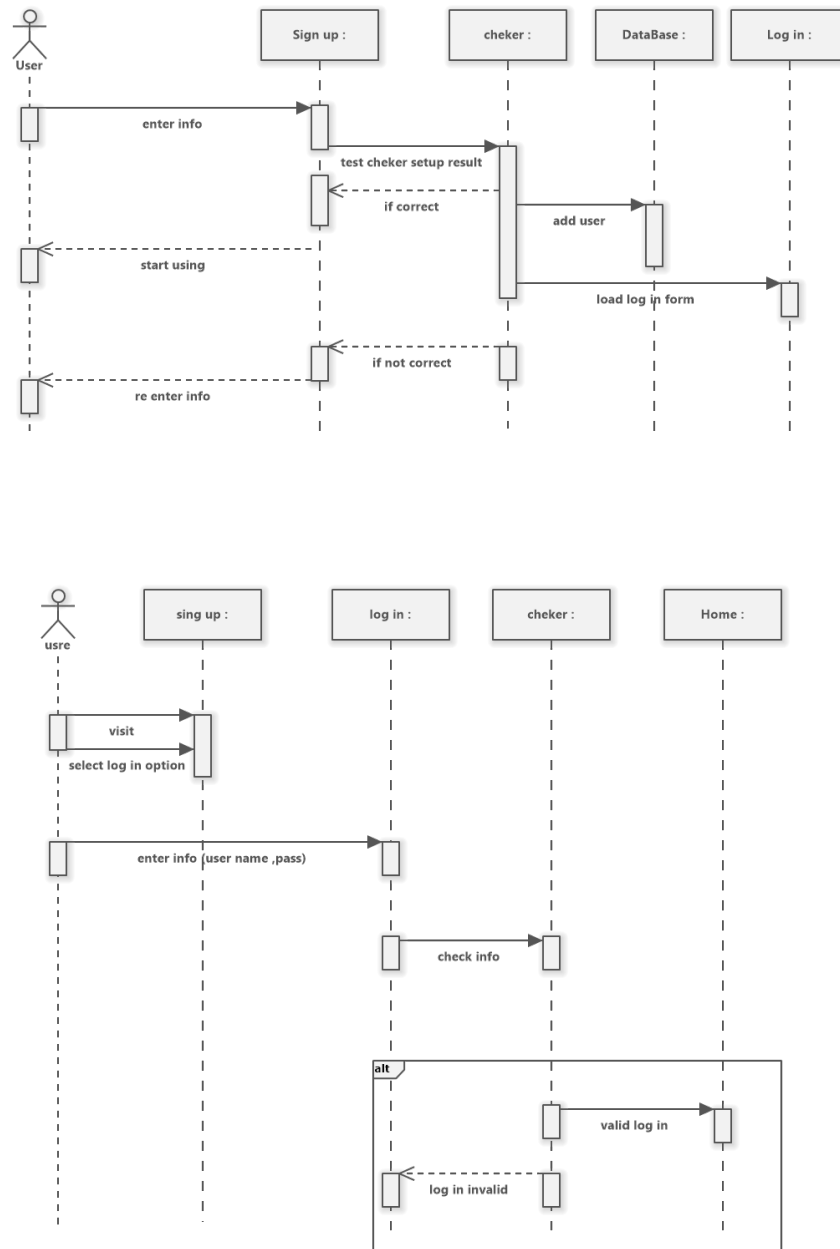 Sign up :
cheker :
DataBase :
Log in :
User
enter info
test cheker setup result
if correct
add user
start using
load log in form
if not correct
re enter info
sing up :
log in :
cheker :
Home :
usre
visit
select log in option
enter info (user name ,pass)
check info
alt
valid log in
log in invalid